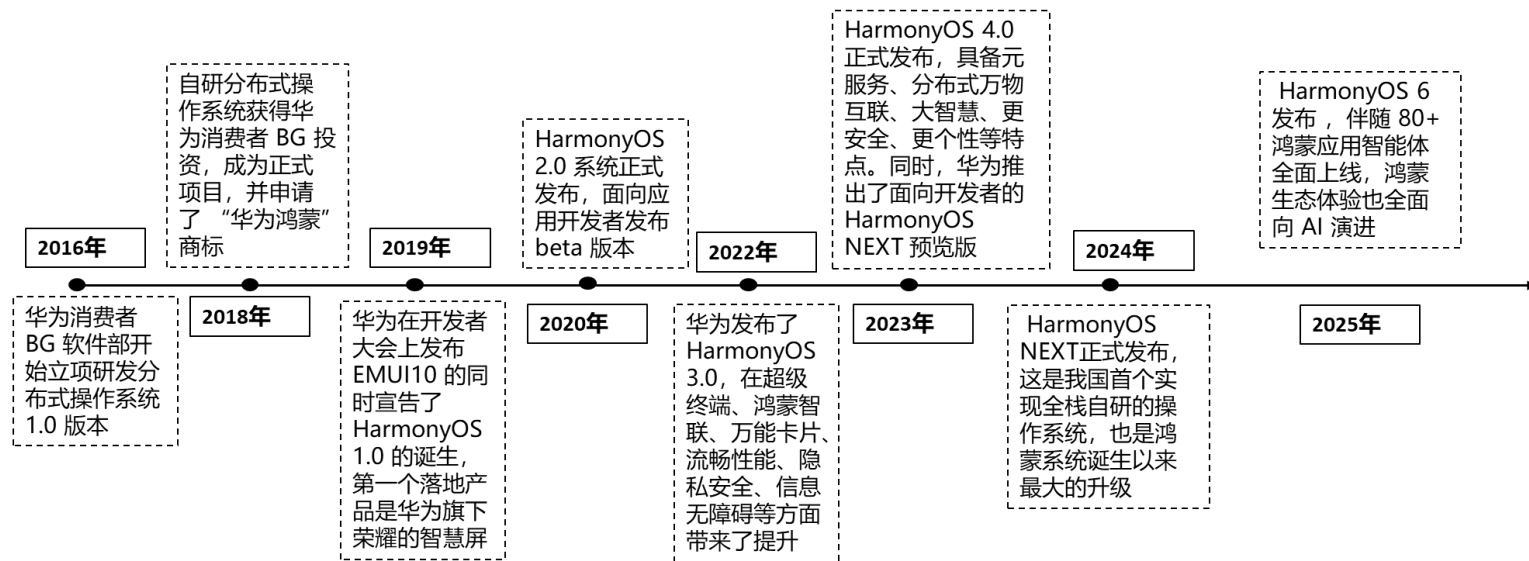 2016年
华为消费者
BG 软件部开
始立项研发分
布式操作系统
1.0 版本
自研分布式操
作系统获得华
为消费者 BG 投
资，成为正式
项目，并申请
了 “华为鸿蒙”
商标
2018年
2019年
华为在开发者
大会上发布
EMUI10 的同
时宣告了
HarmonyOS
1.0 的诞生，
第一个落地产
品是华为旗下
荣耀的智慧屏
HarmonyOS
2.0 系统正式
发布，面向应
用开发者发布
beta 版本
2020年
2022年
华为发布了
HarmonyOS
3.0，在超级
终端、鸿蒙智
联、万能卡片、
流畅性能、隐
私安全、信息
无障碍等方面
带来了提升
HarmonyOS 4.0
正式发布，具备元
服务、分布式万物
互联、大智慧、更
安全、更个性等特
点。同时，华为推
出了面向开发者的
HarmonyOS
NEXT 预览版
2023年
2024年
HarmonyOS
NEXT正式发布，
这是我国首个实
现全栈自研的操
作系统，也是鸿
蒙系统诞生以来
最大的升级
HarmonyOS 6
发布 ，伴随 80+
鸿蒙应用智能体
全面上线，鸿蒙
生态体验也全面
向 AI 演进
2025年